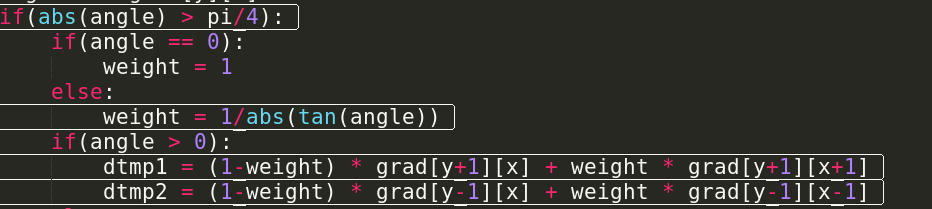 if(abs(angle) > pi/4):
if(angle == 0):
weight = 1
else:
weight = 1/abs(tan(angle))
if(angle > 0):
dtmp1 = (1-weight) * grad[y+1][x] + weight * grad[y+1][x+1]
dtmp2 = (1-weight) * grad[y-1][x] + weight * grad[y-1][x-1]